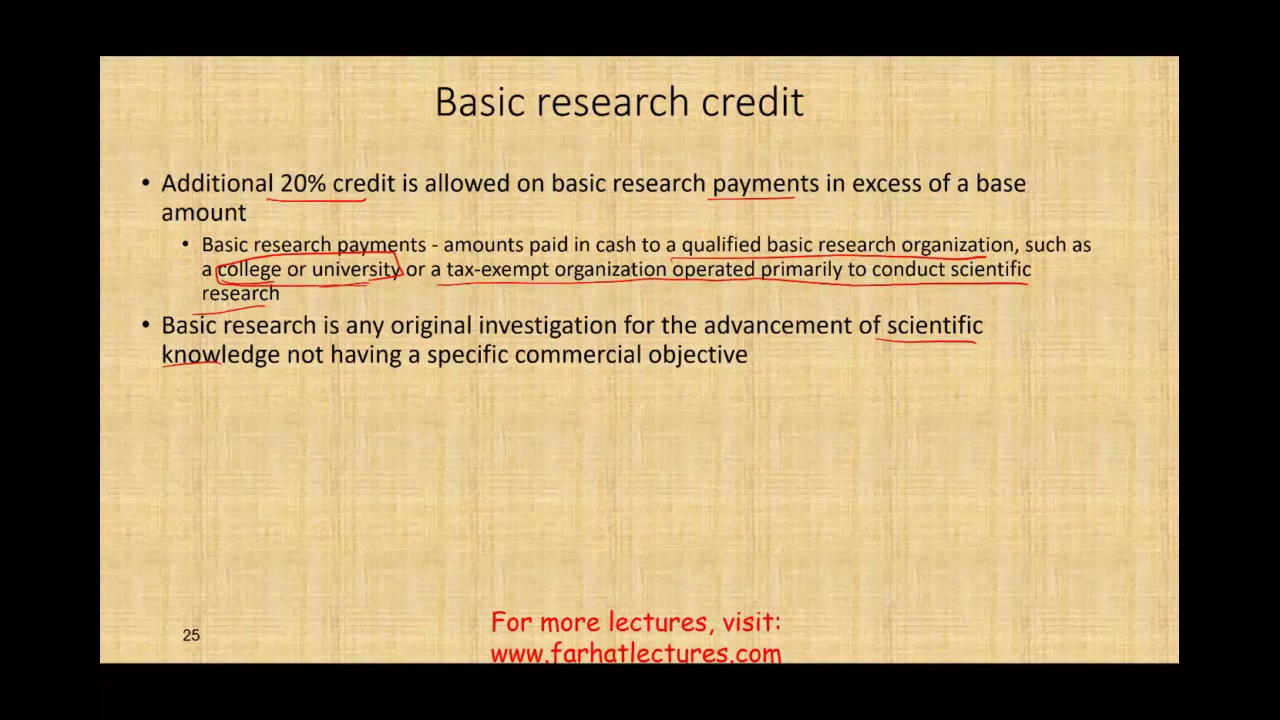 Basic research credit
• Additional 20% credit is allowed on basic research payments in excess of a base
amount
• Basic research payments - amounts paid in cash to a qualified basic research organization, such as
a college or university or a tax-exempt organization operated primarily to conduct scientific
research
• Basic research is any original investigation for the advancement of scientific
knowledge not having a specific commercial objective
25
For more lectures, visit:
www.farhatlectures.com